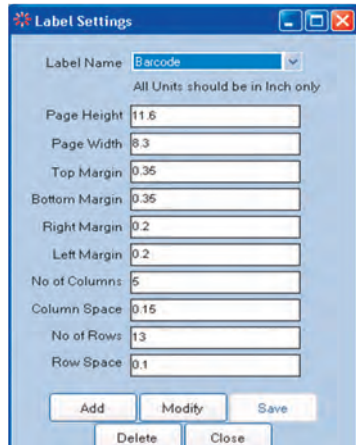 Label Settings
Label Name Barcode
All Units should be in Inch only
Page Height 11.6
Page Width 8.3
Top Margin 0.35
Bottom Margin 0.35
Right Margin 0.2
Left Margin 0.2
No of Columns 5
Column Space 0.15
No of Rows 13
Row Space 0.1
Add Modify Save
Delete Close